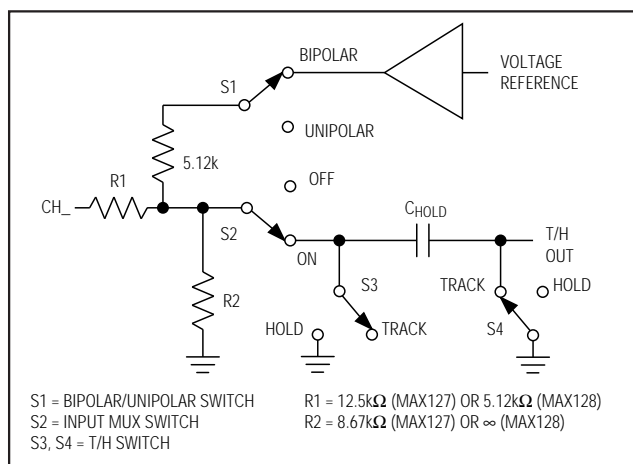 BIPOLAR
VOLTAGE
REFERENCE
S1
UNIPOLAR
5.12k
OFF
R1
CH_
S2
CHOLD
T/H
OUT
ON
S3
TRACK
HOLD
R2
HOLD
TRACK
S4
S1 = BIPOLAR/UNIPOLAR SWITCH
S2 = INPUT MUX SWITCH
S3, S4 = T/H SWITCH
R1 = 12.5kΩ (MAX127) OR 5.12kΩ (MAX128)
R2 = 8.67kΩ (MAX127) OR ∞ (MAX128)